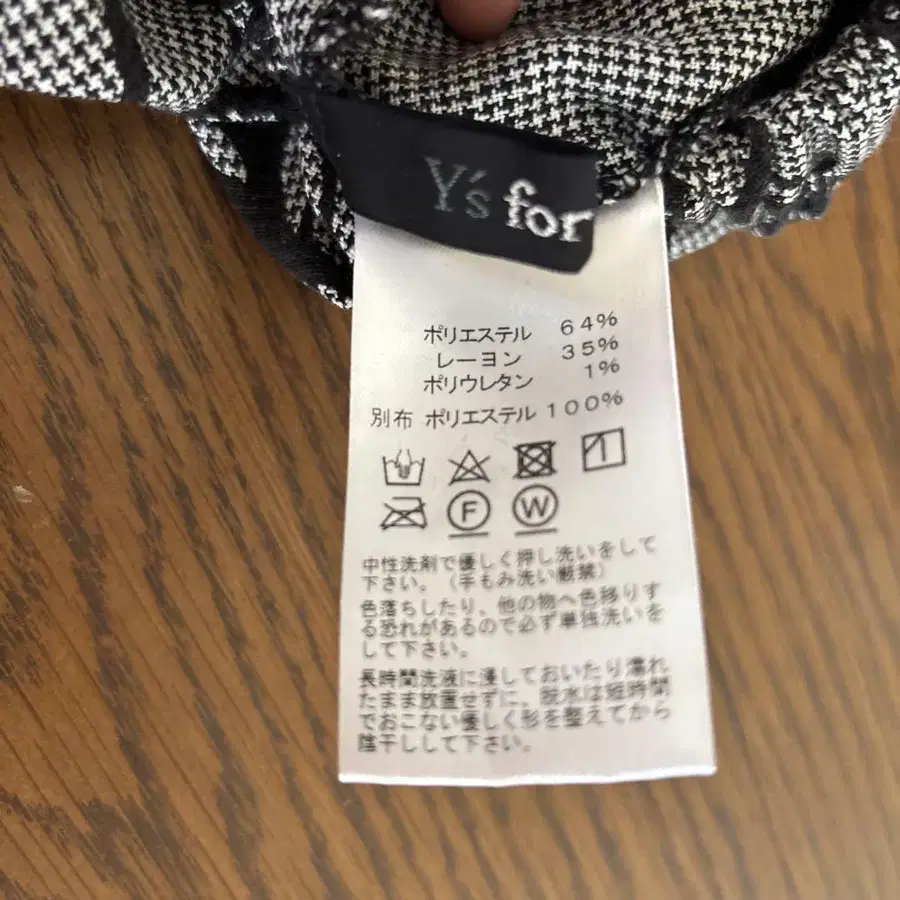 Y's for
ポリエステル 64%
レーヨン 35%
ポリウレタン 1%
別布 ポリエステル 100%
F W
中性洗剤で優しく押し洗いをして
下さい。(手もみ洗い厳禁)
色落ちしたり、他の物へ色移りす
る恐れがあるので必ず単独洗いを
して下さい。
長時間洗液に浸しておいたり濡れ
たまま放置せずに、脱水は短時間
でおこない優しく形を整えてから
陰干しして下さい。